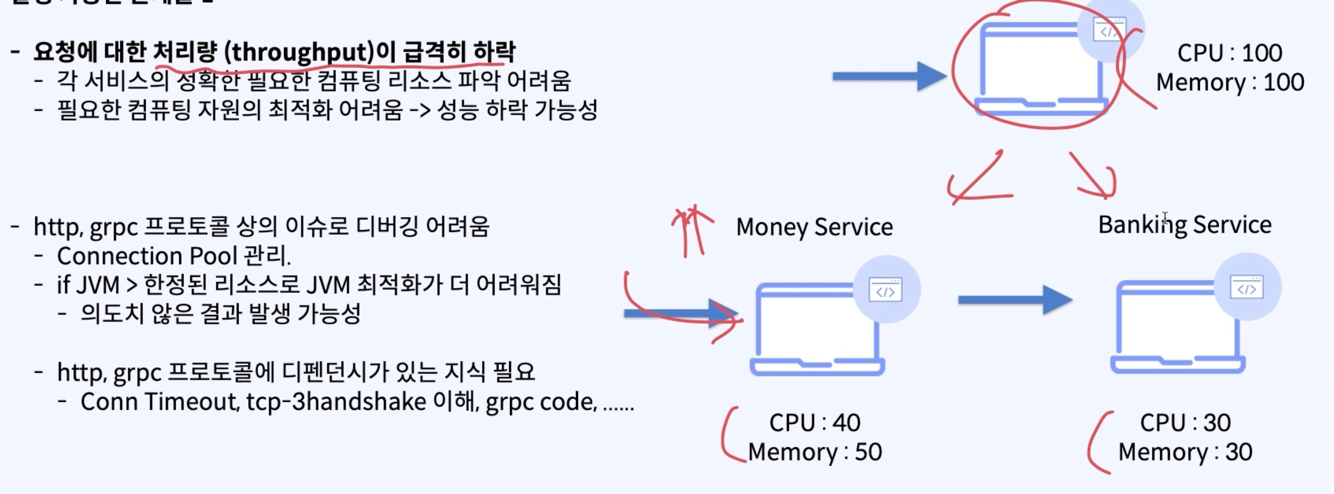 - 요청에 대한 처리량 (throughput)이 급격히 하락
- 각 서비스의 정확한 필요한 컴퓨팅 리소스 파악 어려움
- 필요한 컴퓨팅 자원의 최적화 어려움 -> 성능 하락 가능성
- http, grpc 프로토콜 상의 이슈로 디버깅 어려움
- Connection Pool 관리.
- if JVM > 한정된 리소스로 JVM 최적화가 더 어려워짐
- 의도치 않은 결과 발생 가능성
- http, grpc 프로토콜에 디펜던시가 있는 지식 필요
- Conn Timeout, tcp-3handshake 이해, grpc code, ......
</>
CPU : 100
Memory : 100
Money Service
</>
CPU : 40
Memory : 50
Banking Service
</>
CPU : 30
Memory : 30